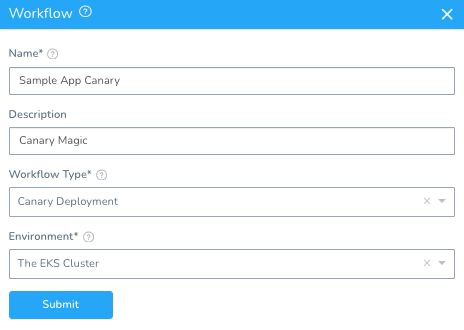 Workflow
Name*
Sample App Canary
Description
Canary Magic
Workflow Type*
Canary Deployment
Environment*
The EKS Cluster
Submit